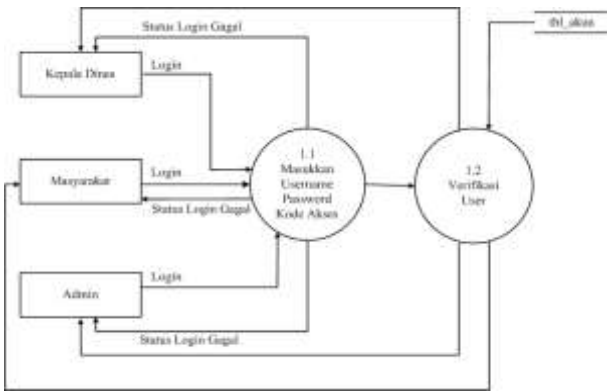 Status Login Gagal
tbl_akun
Kepala Dinas
Login
1.1
Masukkan
Username
Password
Kode Akses
1.2
Verifikasi
User
Masyarakat
Login
Status Login Gagal
Admin
Login
Status Login Gagal